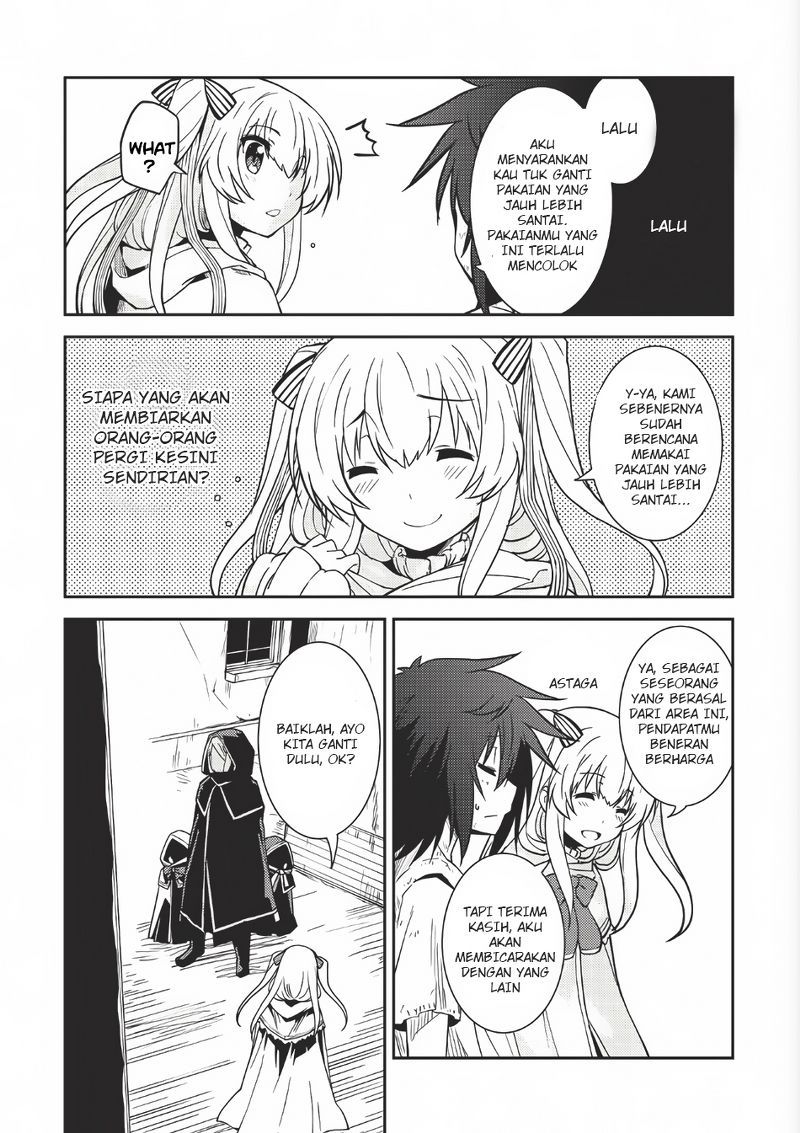 WHAT
?
LALU
AKU
MENYARANKAN
KAU TUK GANTI
PAKAIAN YANG
JAUH LEBIH
SANTAI.
PAKAIANMU YANG
INI TERLALU
MENCOLOK
LALU
SIAPA YANG AKAN
MEMBIARKAN
ORANG-ORANG
PERGI KESINI
SENDIRIAN?
Y-YA, KAMI
SEBENERNYA
SUDAH
BERENCANA
MEMAKAI
PAKAIAN YANG
JAUH LEBIH
SANTAI...
BAIKLAH, AYO
KITA GANTI
DULU, OK?
ASTAGA
YA, SEBAGAI
SESEORANG
YANG BERASAL
DARI AREA INI,
PENDAPATMU
BENERAN
BERHARGA
TAPI TERIMA
KASIH, AKU
AKAN
MEMBICARAKAN
DENGAN YANG
LAIN